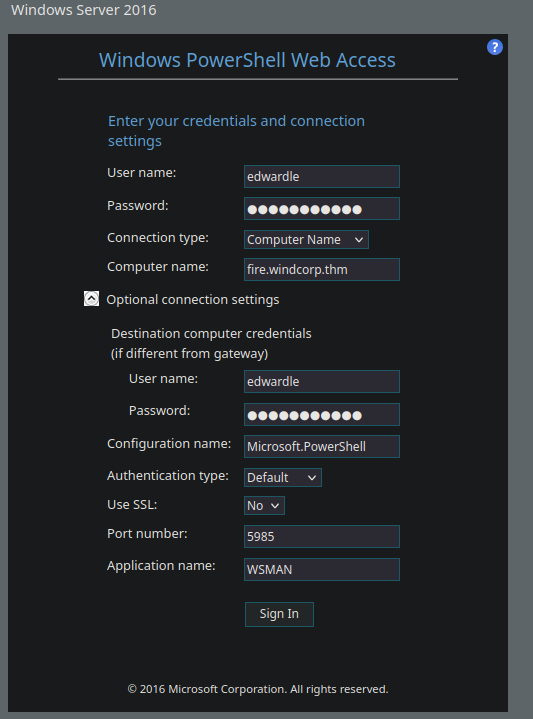 Windows Server 2016
?
Windows PowerShell Web Access
Enter your credentials and connection
settings
User name: edwardle
Password: ●●●●●●●●●●●
Connection type: Computer Name
Computer name: fire.windcorp.thm
Optional connection settings
Destination computer credentials
(if different from gateway)
User name: edwardle
Password: ●●●●●●●●●●●
Configuration name: Microsoft.PowerShell
Authentication type: Default
Use SSL: No
Port number: 5985
Application name: WSMAN
Sign In
© 2016 Microsoft Corporation. All rights reserved.